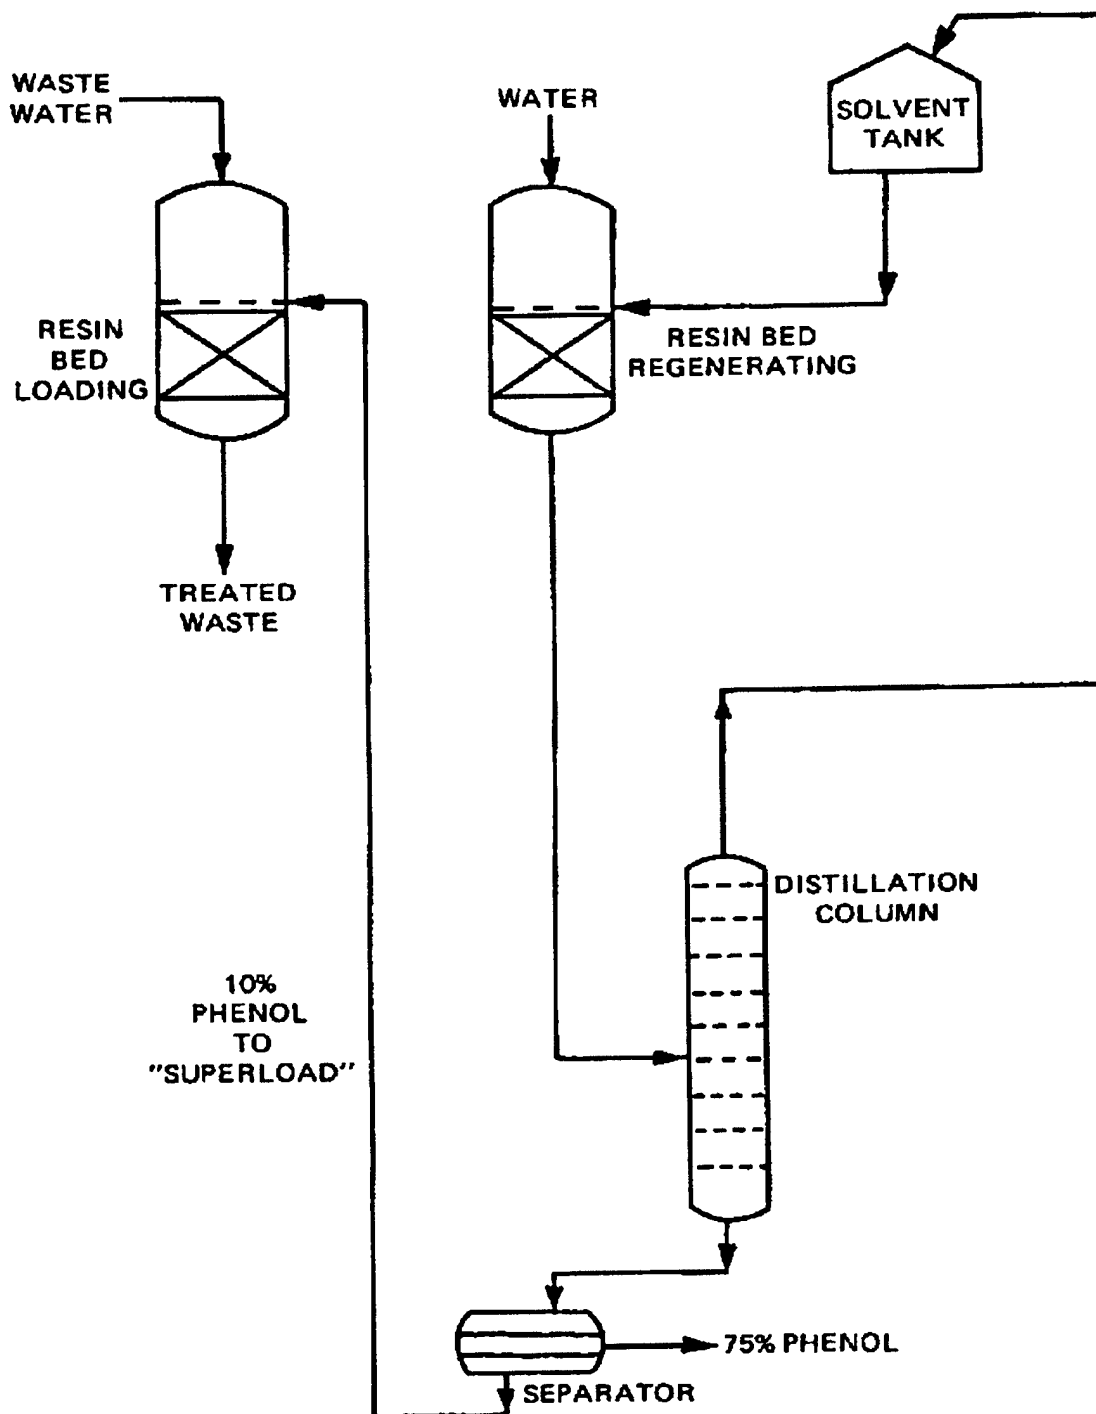 WASTE
WATER
WATER
SOLVENT
TANK
RESIN
BED
LOADING
RESIN BED
REGENERATING
TREATED
WASTE
DISTILLATION
COLUMN
10%
PHENOL
TO
"SUPERLOAD"
75% PHENOL
SEPARATOR